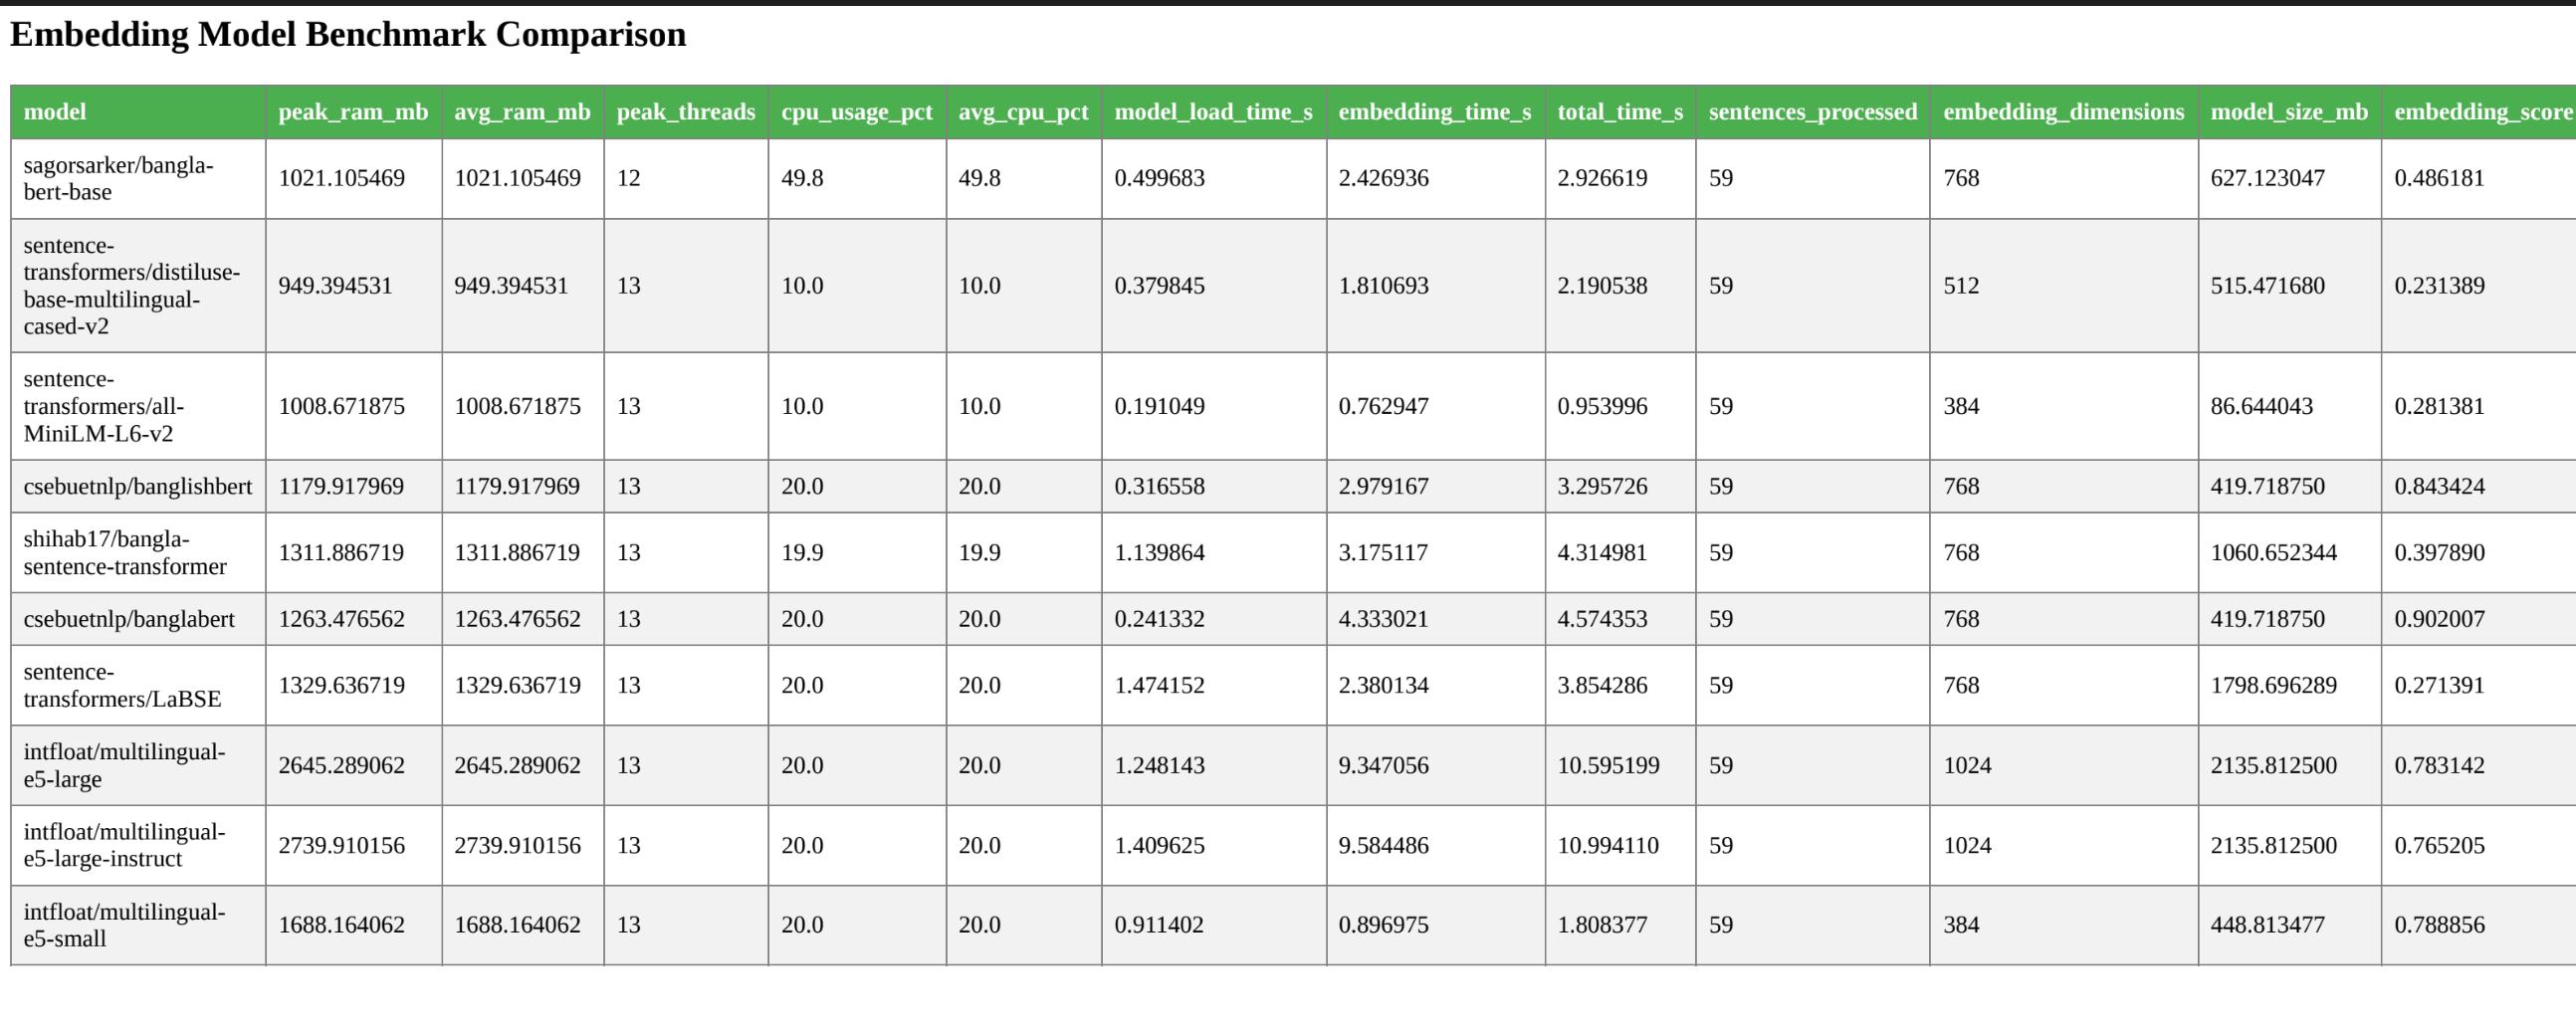 Embedding Model Benchmark Comparison
model peak_ram_mb avg_ram_mb peak_threads cpu_usage_pct avg_cpu_pct model_load_time_s embedding_time_s total_time_s sentences_processed embedding_dimensions model_size_mb embedding_score
sagorsarker/bangla-
bert-base 1021.105469 1021.105469 12 49.8 49.8 0.499683 2.426936 2.926619 59 768 627.123047 0.486181
sentence-
transformers/distiluse-
base-multilingual-
cased-v2 949.394531 949.394531 13 10.0 10.0 0.379845 1.810693 2.190538 59 512 515.471680 0.231389
sentence-
transformers/all-
MiniLM-L6-v2 1008.671875 1008.671875 13 10.0 10.0 0.191049 0.762947 0.953996 59 384 86.644043 0.281381
csebuetnlp/banglishbert 1179.917969 1179.917969 13 20.0 20.0 0.316558 2.979167 3.295726 59 768 419.718750 0.843424
shihab17/bangla-
sentence-transformer 1311.886719 1311.886719 13 19.9 19.9 1.139864 3.175117 4.314981 59 768 1060.652344 0.397890
csebuetnlp/banglabert 1263.476562 1263.476562 13 20.0 20.0 0.241332 4.333021 4.574353 59 768 419.718750 0.902007
sentence-
transformers/LaBSE 1329.636719 1329.636719 13 20.0 20.0 1.474152 2.380134 3.854286 59 768 1798.696289 0.271391
intfloat/multilingual-
e5-large 2645.289062 2645.289062 13 20.0 20.0 1.248143 9.347056 10.595199 59 1024 2135.812500 0.783142
intfloat/multilingual-
e5-large-instruct 2739.910156 2739.910156 13 20.0 20.0 1.409625 9.584486 10.994110 59 1024 2135.812500 0.765205
intfloat/multilingual-
e5-small 1688.164062 1688.164062 13 20.0 20.0 0.911402 0.896975 1.808377 59 384 448.813477 0.788856